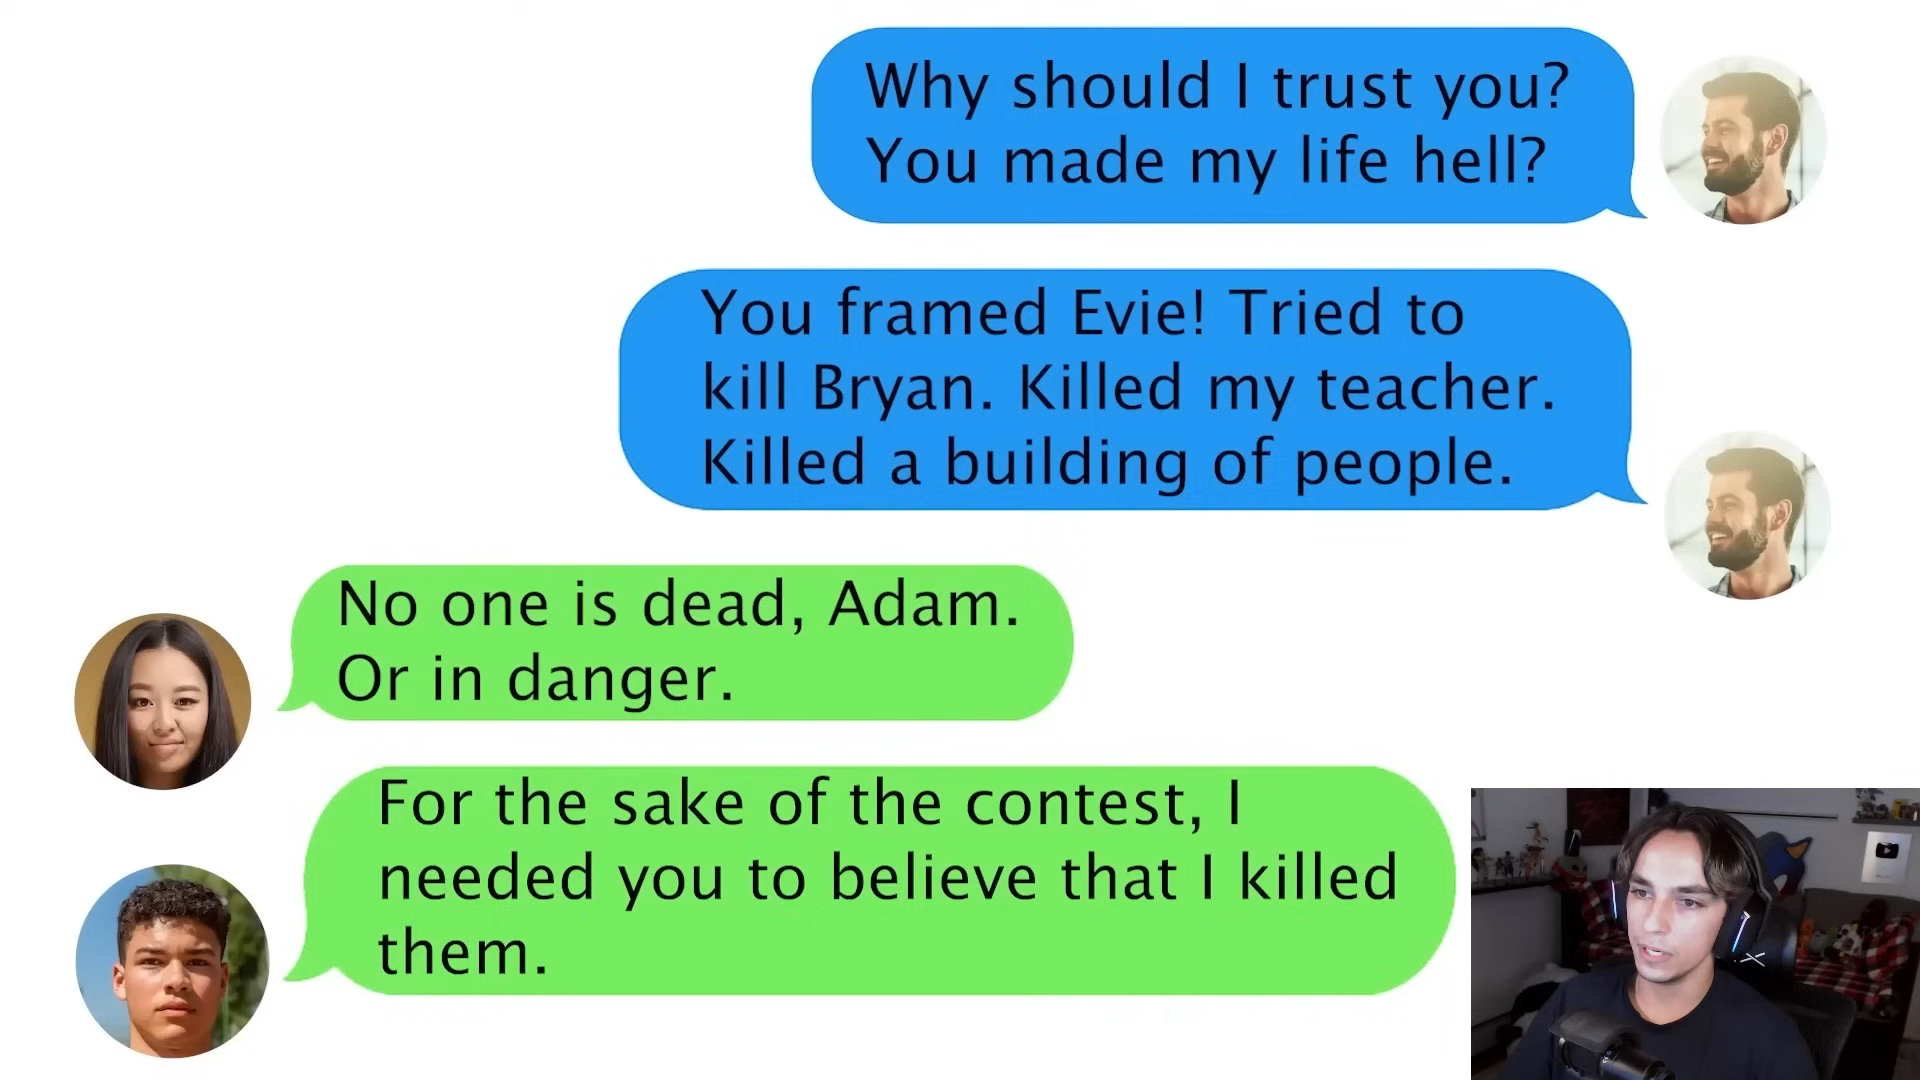 Why should I trust you?
You made my life hell?
You framed Evie! Tried to
kill Bryan. Killed my teacher.
Killed a building of people.
No one is dead, Adam.
Or in danger.
For the sake of the contest, I
needed you to believe that I killed
them.